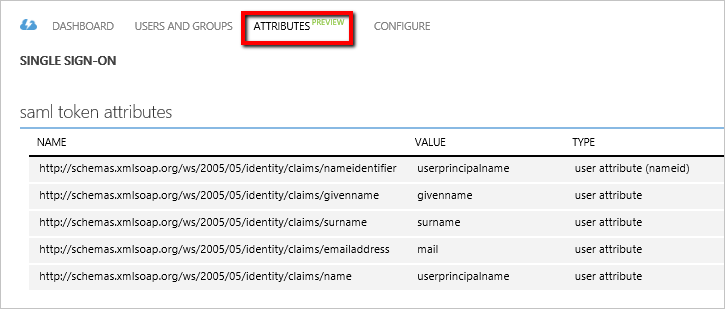 DASHBOARD USERS AND GROUPS ATTRIBUTES PREVIEW CONFIGURE
SINGLE SIGN-ON
saml token attributes
NAME VALUE TYPE
http://schemas.xmlsoap.org/ws/2005/05/identity/claims/nameidentifier userprincipalname user attribute (nameid)
http://schemas.xmlsoap.org/ws/2005/05/identity/claims/givenname givenname user attribute
http://schemas.xmlsoap.org/ws/2005/05/identity/claims/surname surname user attribute
http://schemas.xmlsoap.org/ws/2005/05/identity/claims/emailaddress mail user attribute
http://schemas.xmlsoap.org/ws/2005/05/identity/claims/name userprincipalname user attribute